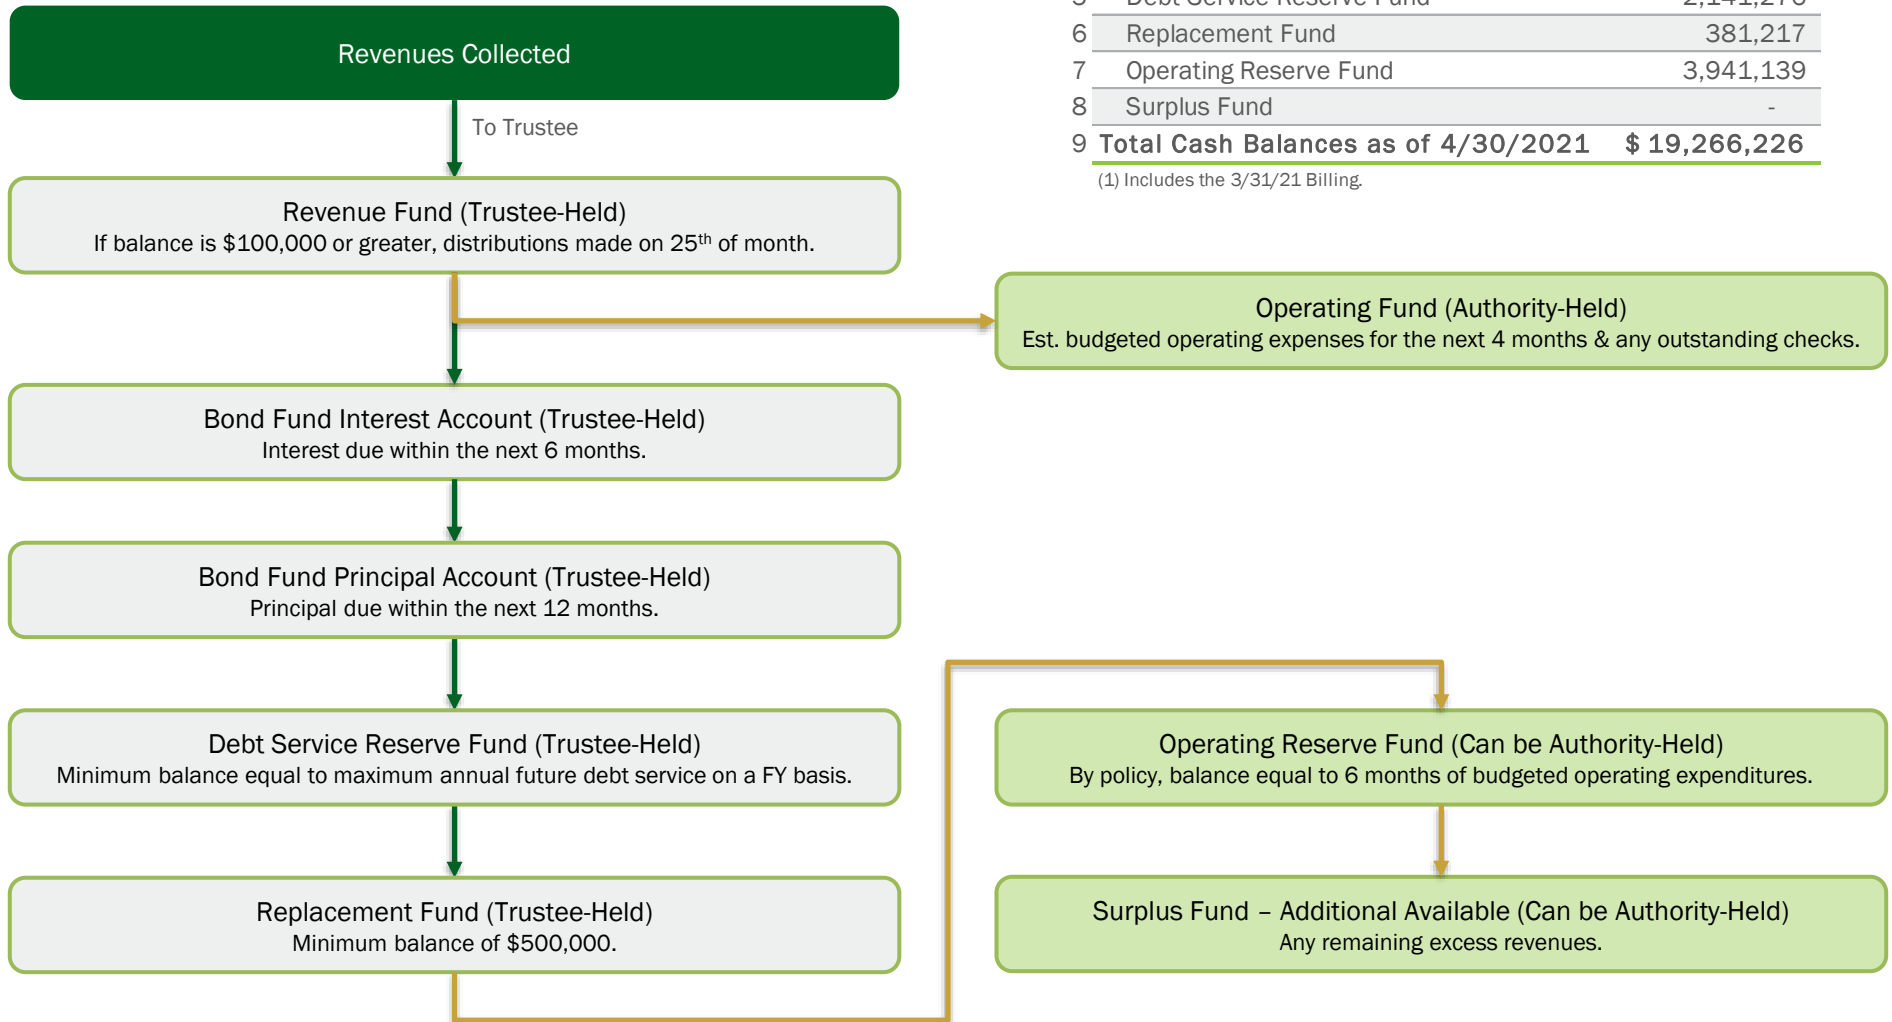 Revenues Collected
To Trustee
Revenue Fund (Trustee-Held)
If balance is $100,000 or greater, distributions made on 25th of month.
Operating Fund (Authority-Held)
Est. budgeted operating expenses for the next 4 months & any outstanding checks.
Bond Fund Interest Account (Trustee-Held)
Interest due within the next 6 months.
Bond Fund Principal Account (Trustee-Held)
Principal due within the next 12 months.
Debt Service Reserve Fund (Trustee-Held)
Minimum balance equal to maximum annual future debt service on a FY basis.
Replacement Fund (Trustee-Held)
Minimum balance of $500,000.
Operating Reserve Fund (Can be Authority-Held)
By policy, balance equal to 6 months of budgeted operating expenditures.
Surplus Fund – Additional Available (Can be Authority-Held)
Any remaining excess revenues.
Debt Service Reserve Fund
6 Replacement Fund 381,217
7 Operating Reserve Fund 3,941,139
8 Surplus Fund -
9 Total Cash Balances as of 4/30/2021 $ 19,266,226
(1) Includes the 3/31/21 Billing.